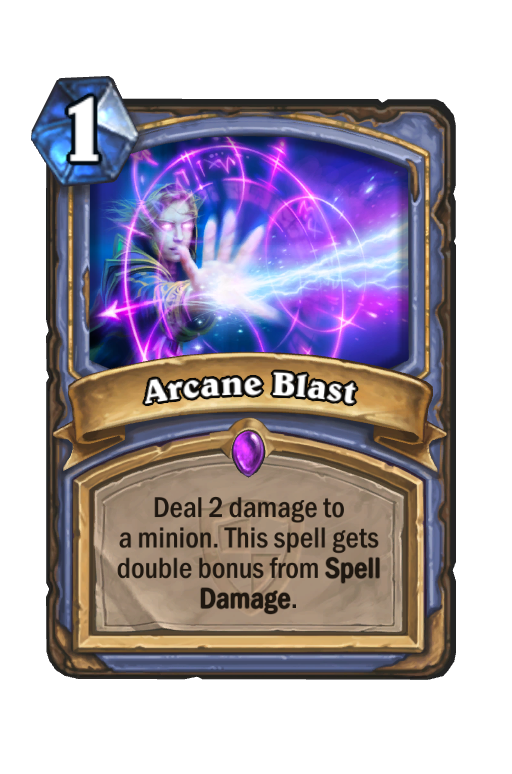 1
Arcane Blast
Deal 2 damage to
a minion. This spell gets
double bonus from Spell
Damage.